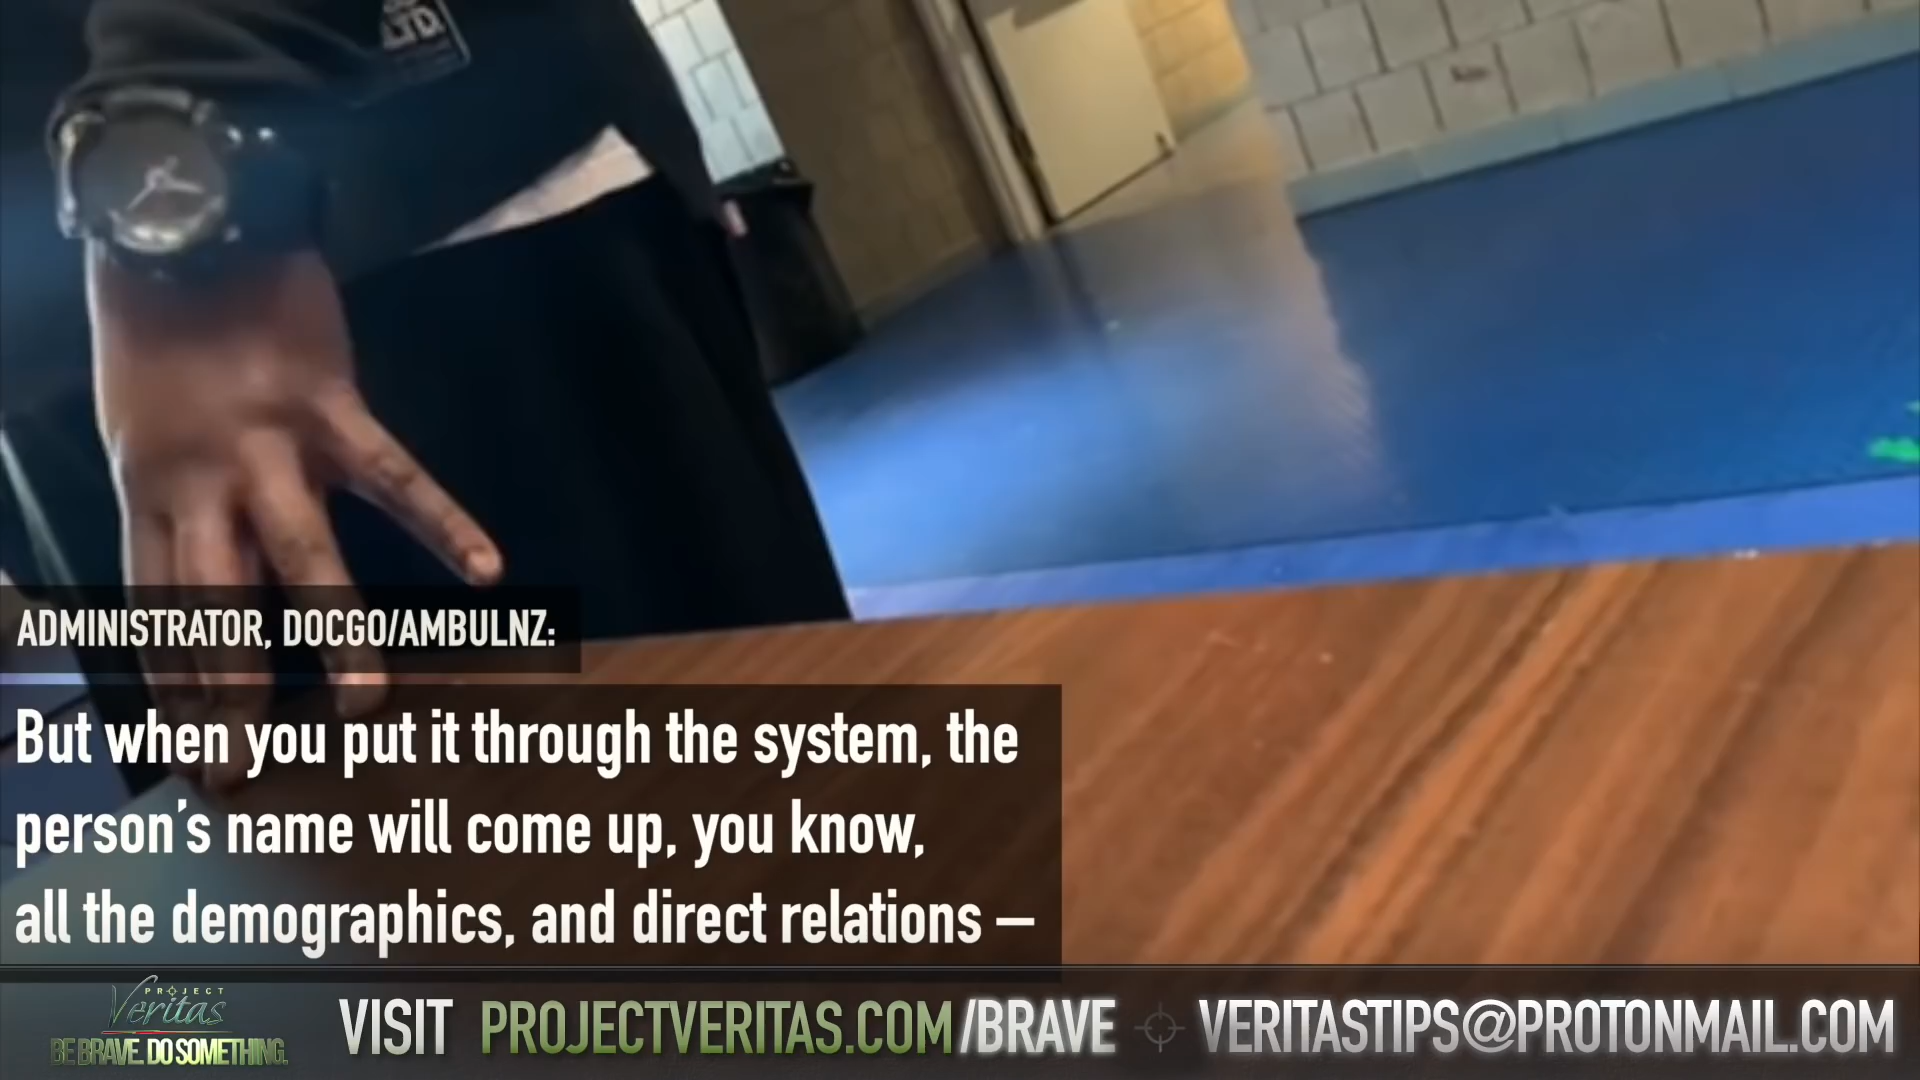 LTD.
ADMINISTRATOR, DOCGO/AMBULNZ:
But when you put it through the system, the
person's name will come up, you know,
all the demographics, and direct relations –
PROJECT
Veritas
BE BRAVE. DO SOMETHING.
VISIT PROJECTVERITAS.COM/BRAVE VERITASTIPS@PROTONMAIL.COM